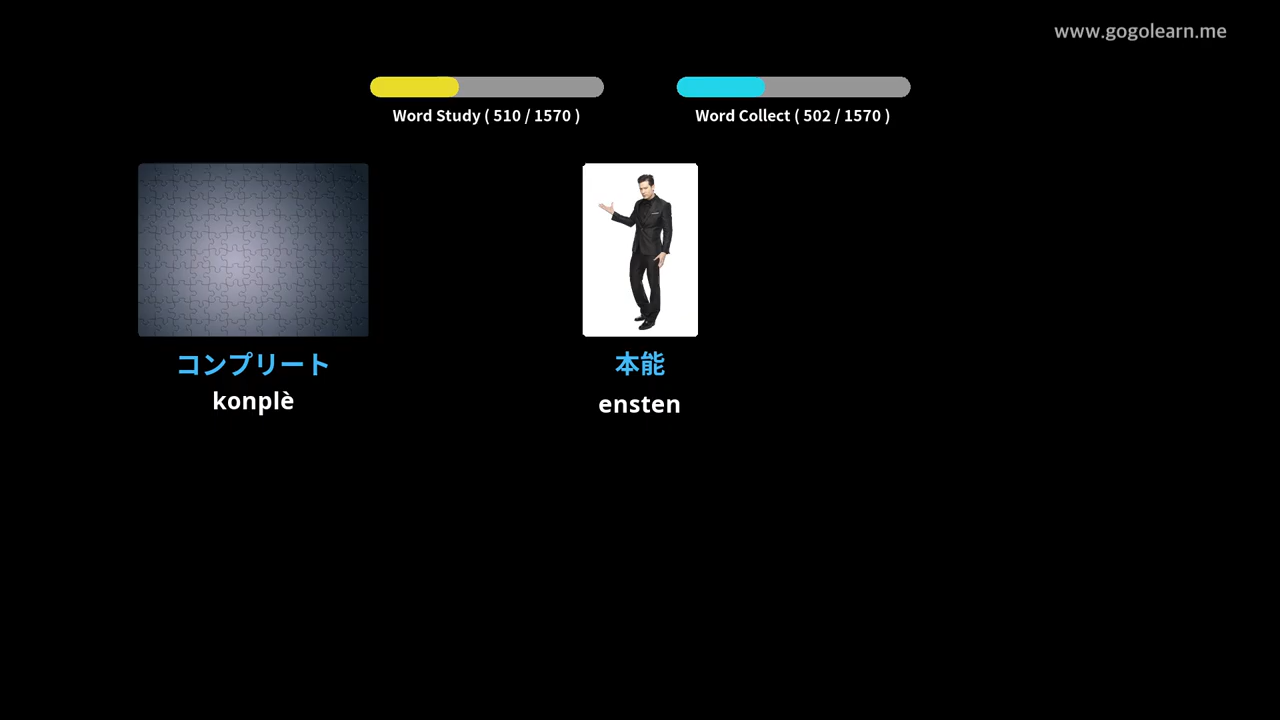 www.gogolearn.me
Word Study ( 510 / 1570 )
Word Collect ( 502 / 1570 )
コンプリート
konplè
本能
ensten